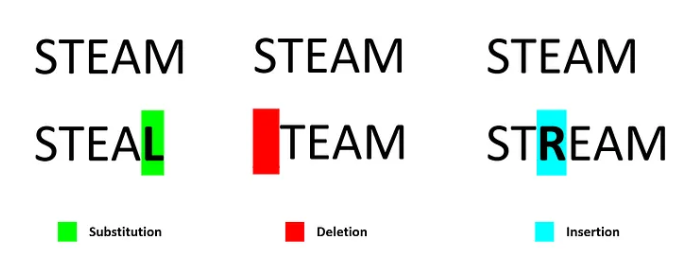 STEAM STEAM STEAM
STEAL TEAM STREAM
Substitution Deletion Insertion